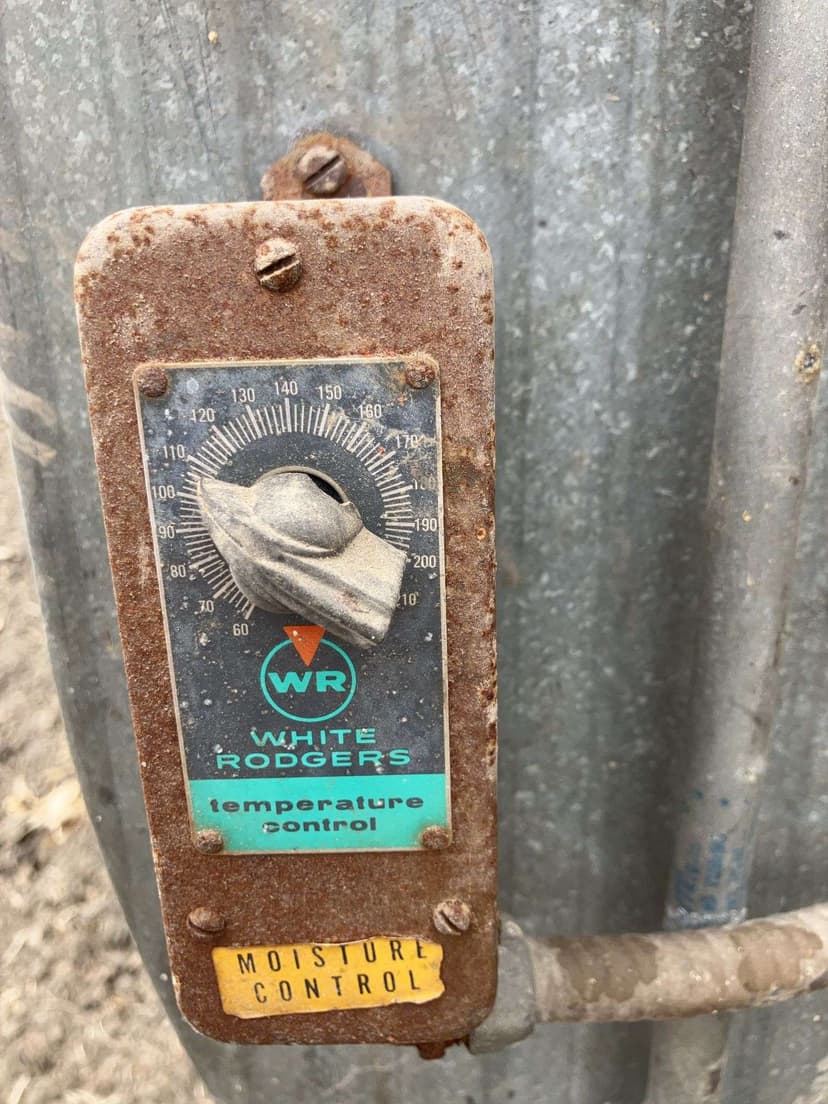 60
70
80
90
100
110
120
130
140
150
160
170
190
200
10
WR
WHITE
RODGERS
temperature
control
MOISTURE
CONTROL